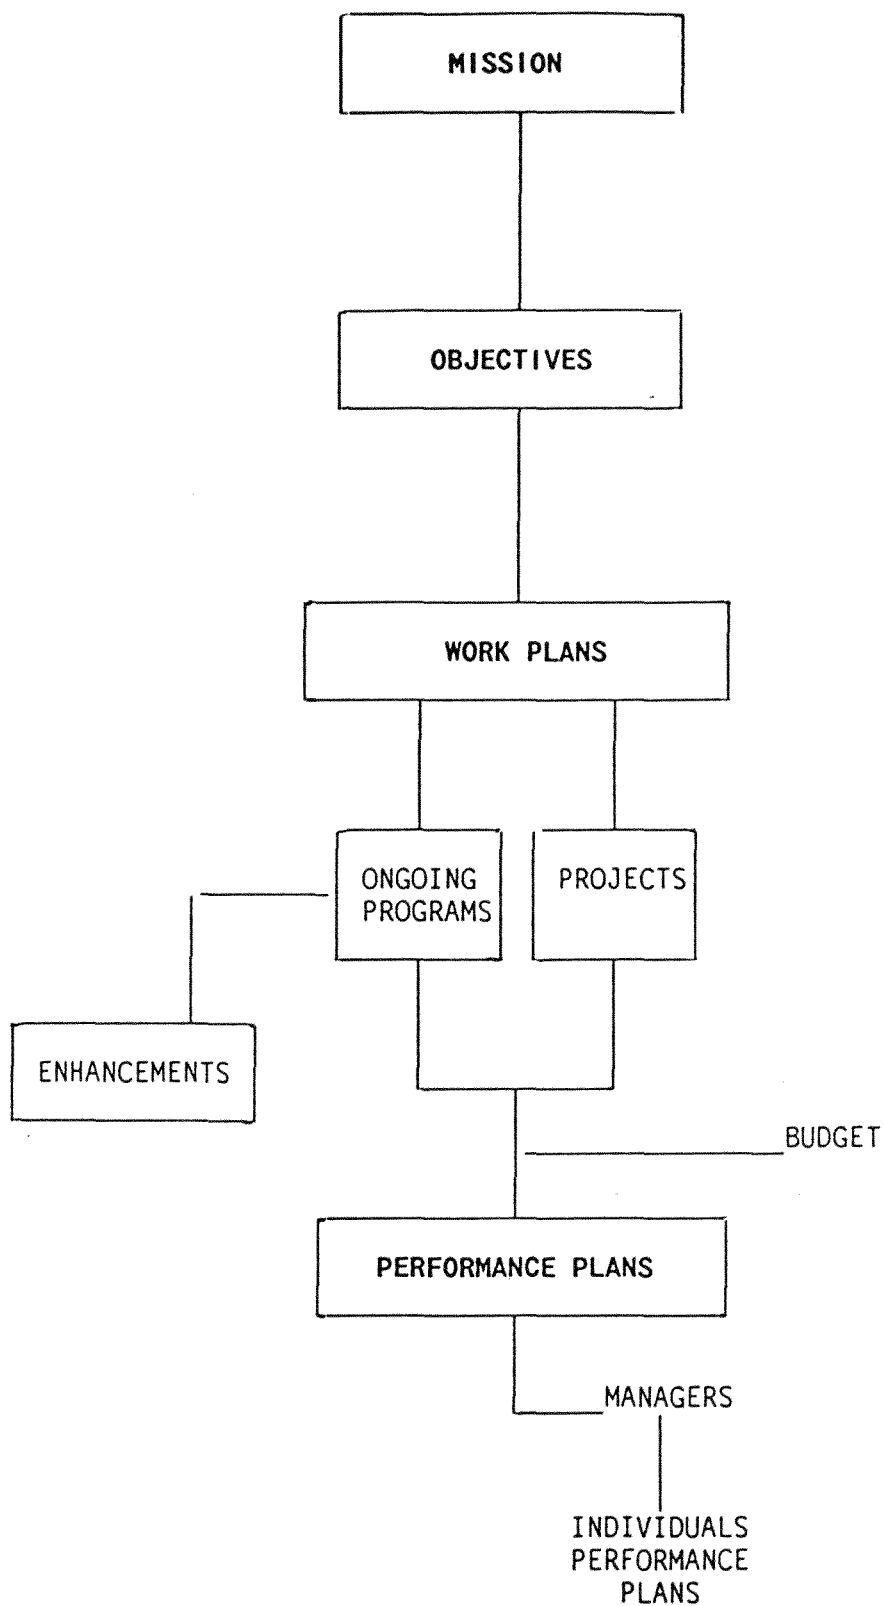 MISSION
OBJECTIVES
WORK PLANS
ONGOING
PROGRAMS
PROJECTS
ENHANCEMENTS
BUDGET
PERFORMANCE PLANS
MANAGERS
INDIVIDUALS
PERFORMANCE
PLANS